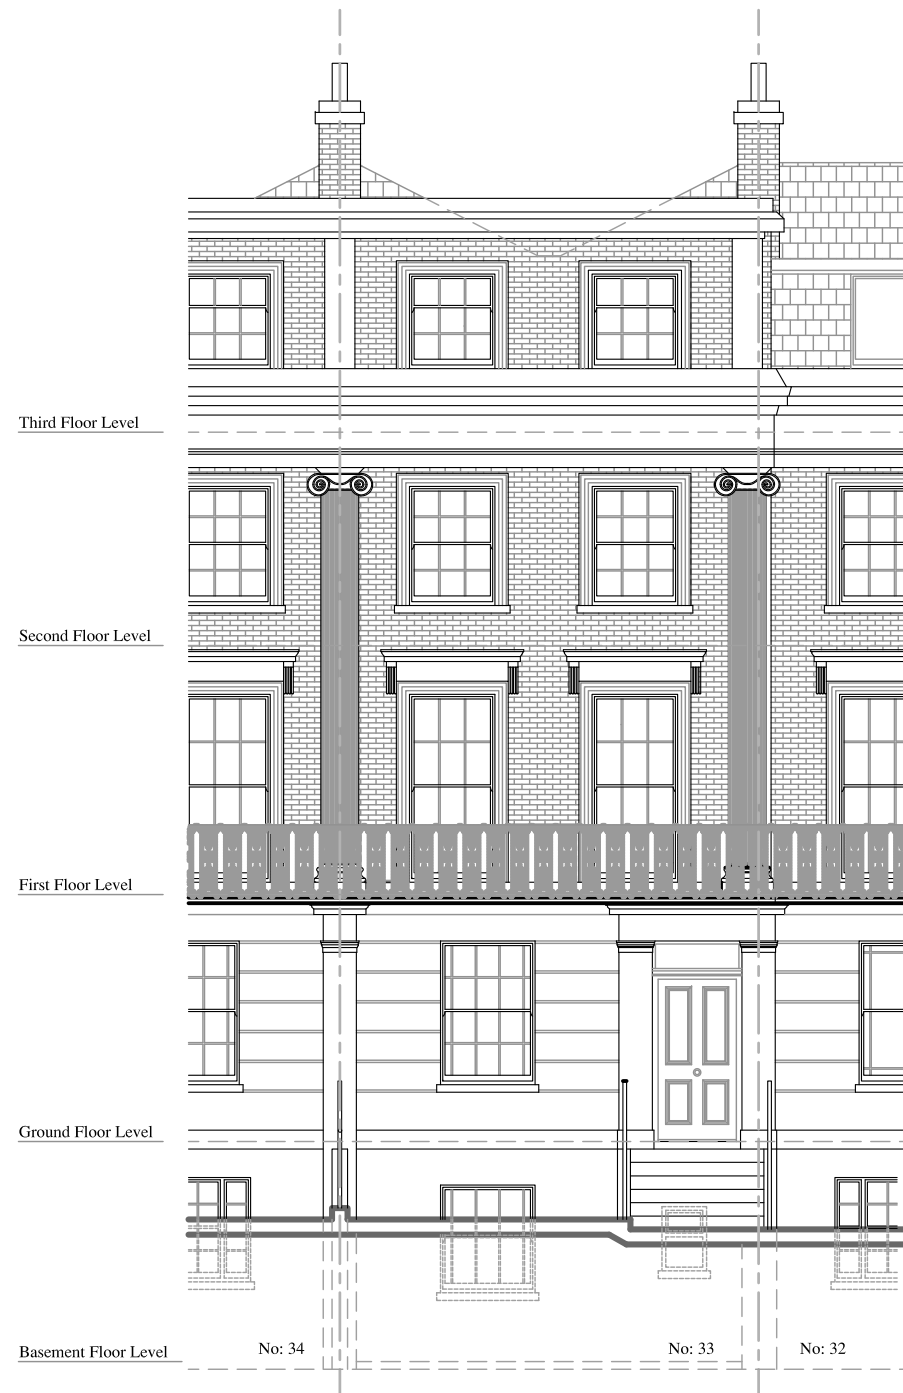 Third Floor Level
Second Floor Level
First Floor Level
Ground Floor Level
Basement Floor Level
No: 34
No: 33
No: 32